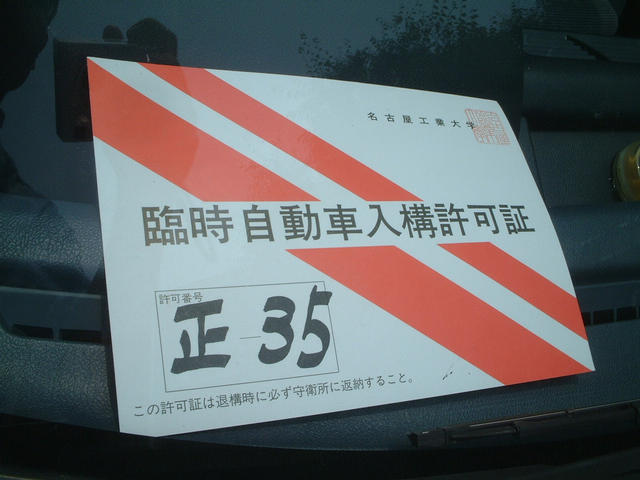 名古屋工業大学
臨時自動車入構許可証
許可番号
正-35
この許可証は退構時に必ず守衛所に返納すること。